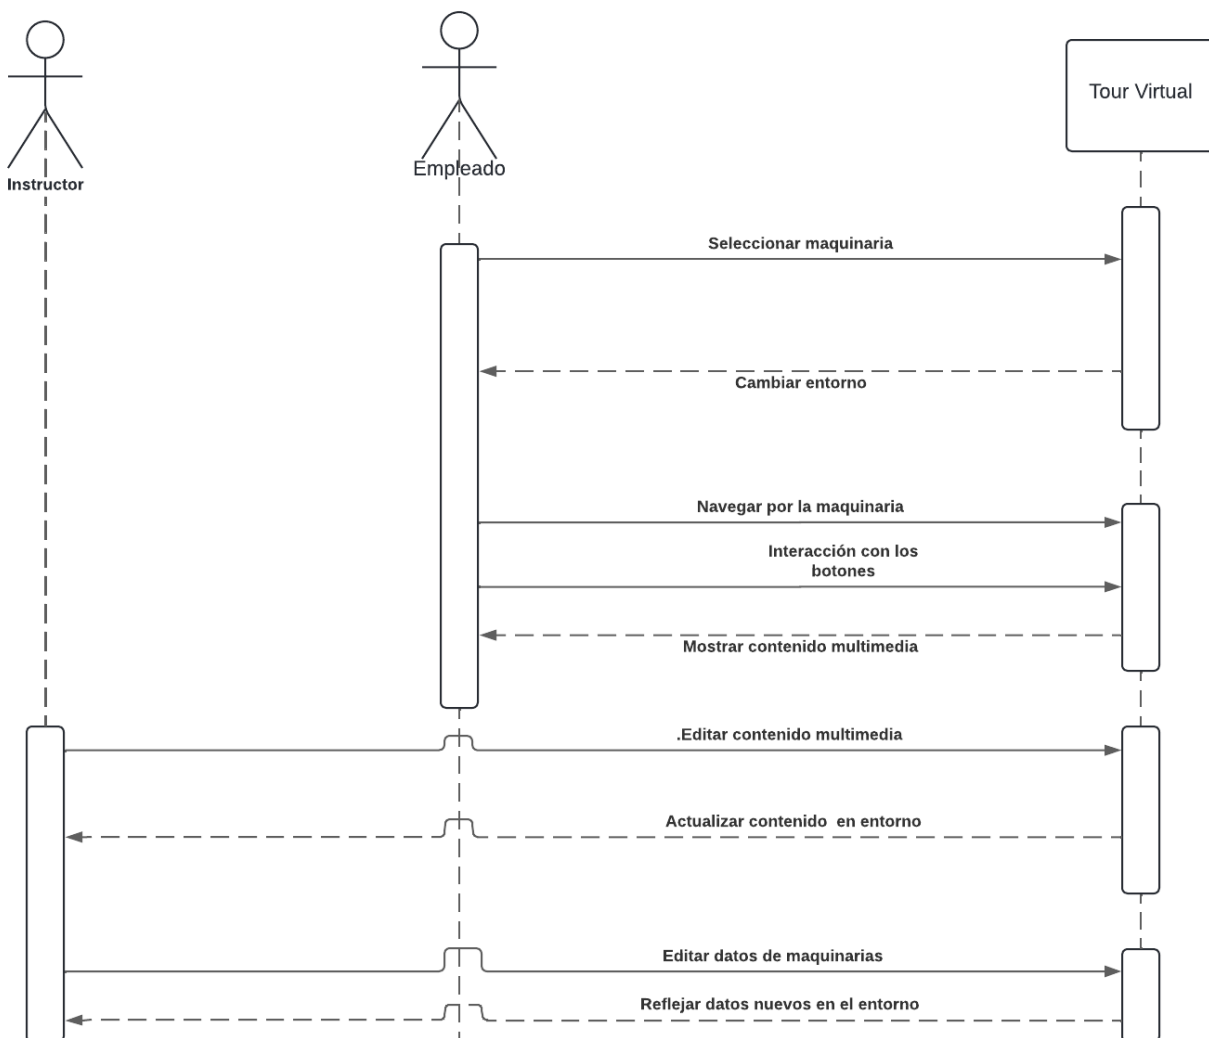 Instructor
Empleado
Tour Virtual
Seleccionar maquinaria
Cambiar entorno
Navegar por la maquinaria
Interacción con los
botones
Mostrar contenido multimedia
.Editar contenido multimedia
Actualizar contenido  en entorno
Editar datos de maquinarias
Reflejar datos nuevos en el entorno